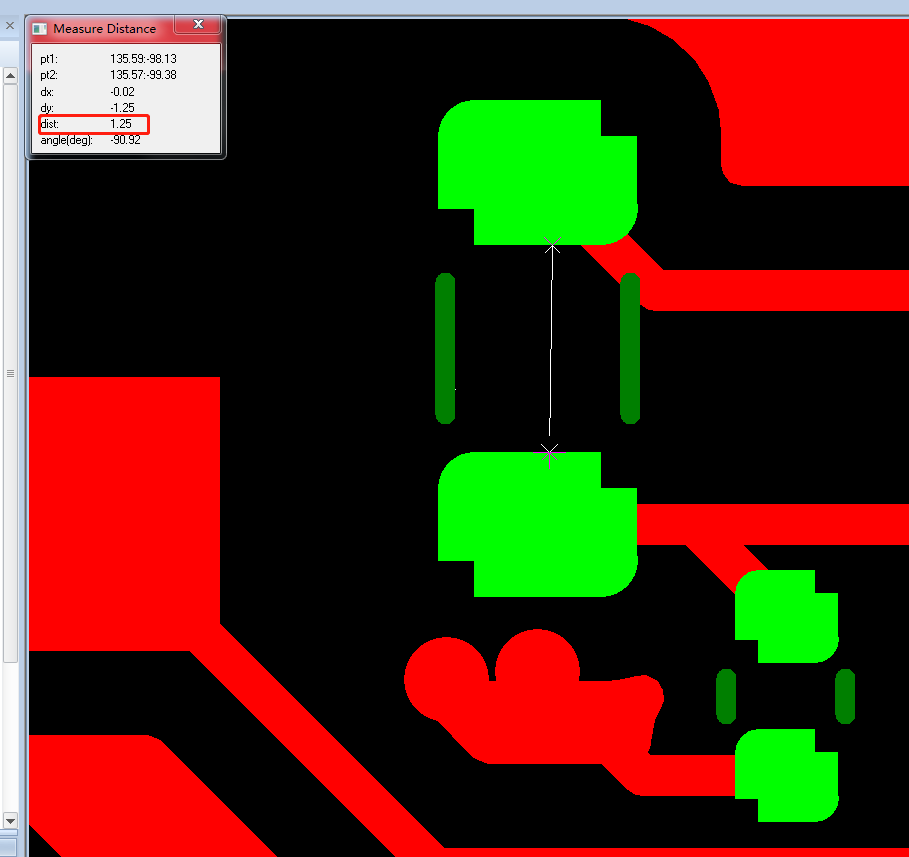 Measure Distance
pt1: 135.59:-98.13
pt2: 135.57:-99.38
dx: -0.02
dy: -1.25
dist: 1.25
angle(deg): -90.92